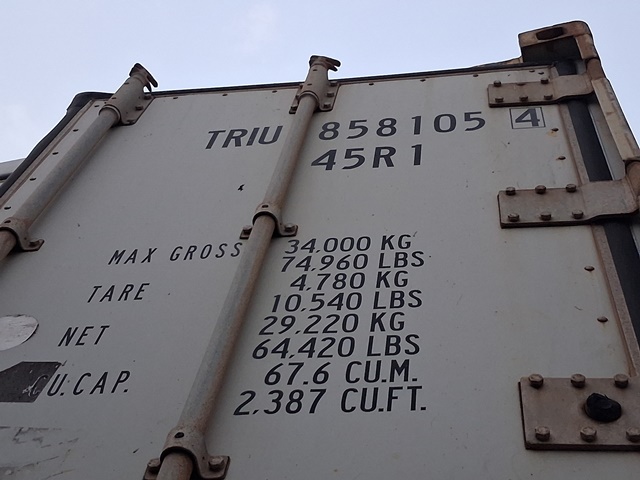 TRIU 858105 4
45R1
MAX GROSS 34,000 KG
74,960 LBS
TARE 4,780 KG
10,540 LBS
NET 29,220 KG
64,420 LBS
CU.CAP. 67.6 CU.M.
2,387 CU.FT.